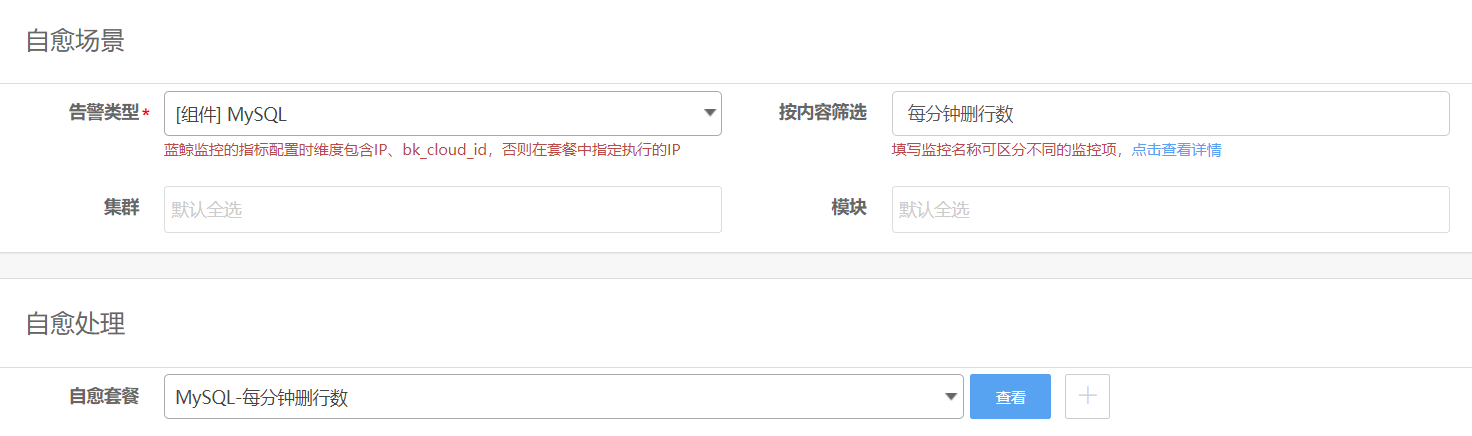 自愈场景
告警类型* [组件] MySQL 按内容筛选 每分钟删行数
蓝鲸监控的指标配置时维度包含IP、bk_cloud_id，否则在套餐中指定执行的IP 填写监控名称可区分不同的监控项，点击查看详情
集群 默认全选 模块 默认全选
自愈处理
自愈套餐 MySQL-每分钟删行数 查看